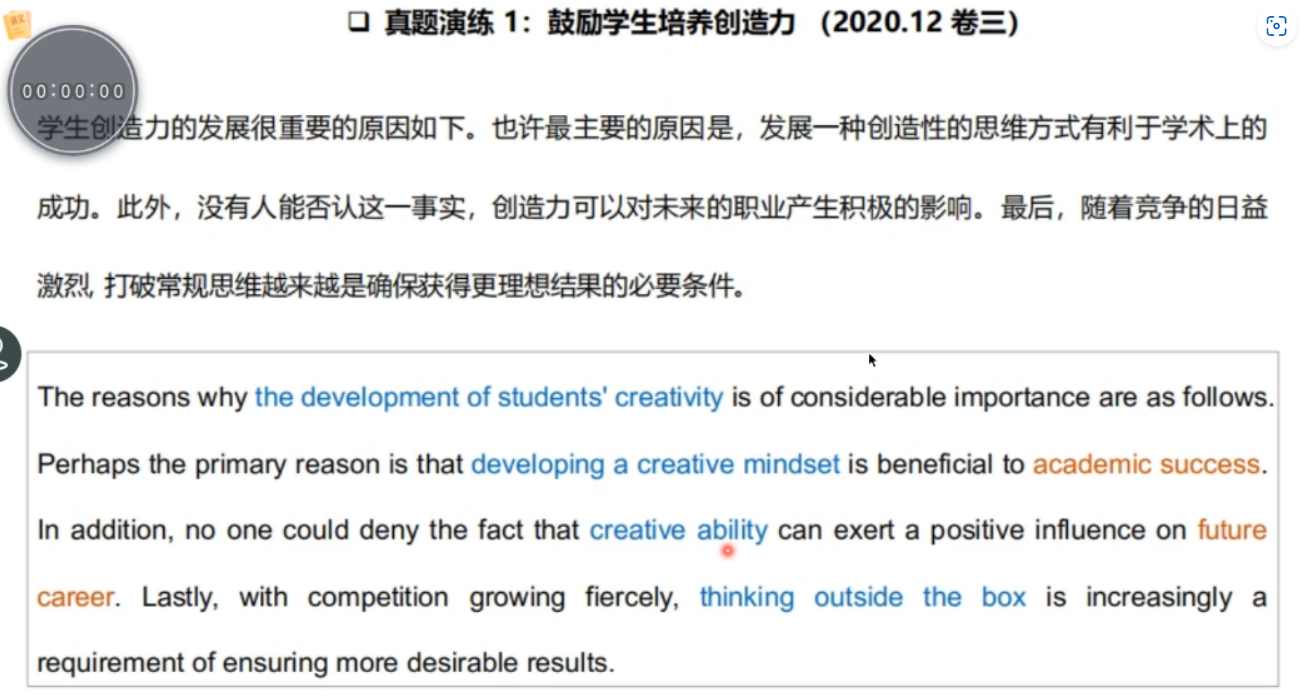 语文
❑ 真题演练 1：鼓励学生培养创造力 （2020.12 卷三）
00:00:00
学生创造力的发展很重要的原因如下。也许最主要的原因是，发展一种创造性的思维方式有利于学术上的
成功。此外，没有人能否认这一事实，创造力可以对未来的职业产生积极的影响。最后，随着竞争的日益
激烈, 打破常规思维越来越是确保获得更理想结果的必要条件。
The reasons why the development of students' creativity is of considerable importance are as follows.
Perhaps the primary reason is that developing a creative mindset is beneficial to academic success.
In addition, no one could deny the fact that creative ability can exert a positive influence on future
career. Lastly, with competition growing fiercely, thinking outside the box is increasingly a
requirement of ensuring more desirable results.